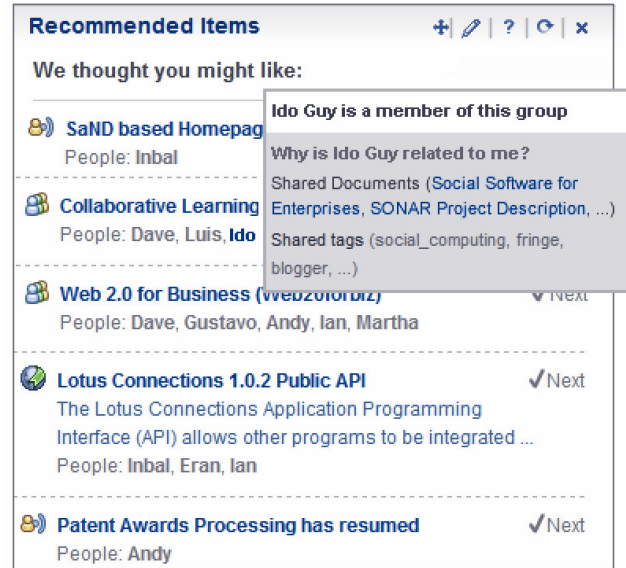 Recommended Items
?
We thought you might like:
Ido Guy is a member of this group
SaND based Homepag
People: Inbal
Why is Ido Guy related to me?
Shared Documents (Social Software for
Enterprises, SONAR Project Description, ...)
Shared tags (social_computing, fringe,
blogger, ...)
Collaborative Learning
People: Dave, Luis, Ido
Web 2.0 for Business (Web20forbiz)
Next
People: Dave, Gustavo, Andy, Ian, Martha
Lotus Connections 1.0.2 Public API
Next
The Lotus Connections Application Programming
Interface (API) allows other programs to be integrated ...
People: Inbal, Eran, Ian
Patent Awards Processing has resumed
Next
People: Andy